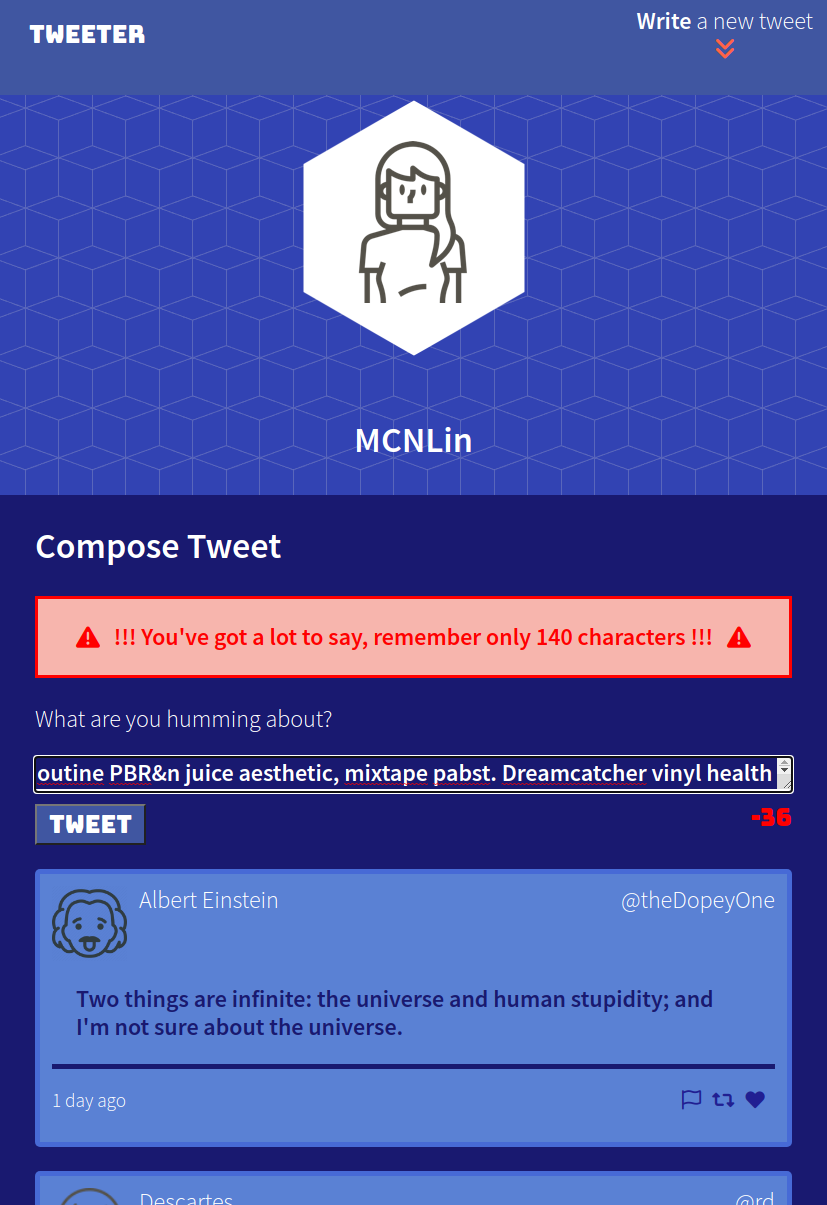 TWEETER
Write a new tweet
MCNLin
Compose Tweet
!!! You've got a lot to say, remember only 140 characters !!!
What are you humming about?
outine PBR&n juice aesthetic, mixtape pabst. Dreamcatcher vinyl health
TWEET
-36
Albert Einstein
@theDopeyOne
Two things are infinite: the universe and human stupidity; and
I'm not sure about the universe.
1 day ago
Descartes
@rd